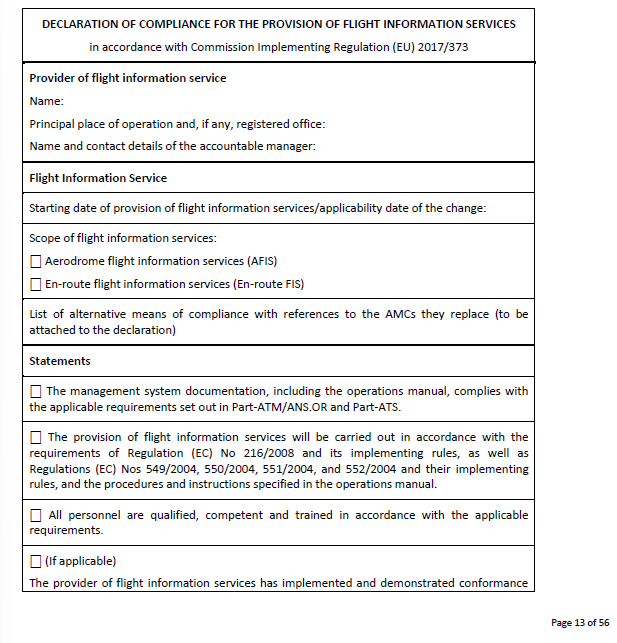 DECLARATION OF COMPLIANCE FOR THE PROVISION OF FLIGHT INFORMATION SERVICES
in accordance with Commission Implementing Regulation (EU) 2017/373
Provider of flight information service
Name:
Principal place of operation and, if any, registered office:
Name and contact details of the accountable manager:
Flight Information Service
Starting date of provision of flight information services/applicability date of the change:
Scope of flight information services:
☐ Aerodrome flight information services (AFIS)
☐ En-route flight information services (En-route FIS)
List of alternative means of compliance with references to the AMCs they replace (to be
attached to the declaration)
Statements
☐ The management system documentation, including the operations manual, complies with
the applicable requirements set out in Part-ATM/ANS.OR and Part-ATS.
☐ The provision of flight information services will be carried out in accordance with the
requirements of Regulation (EC) No 216/2008 and its implementing rules, as well as
Regulations (EC) Nos 549/2004, 550/2004, 551/2004, and 552/2004 and their implementing
rules, and the procedures and instructions specified in the operations manual.
☐ All personnel are qualified, competent and trained in accordance with the applicable
requirements.
☐ (If applicable)
The provider of flight information services has implemented and demonstrated conformance
Page 13 of 56